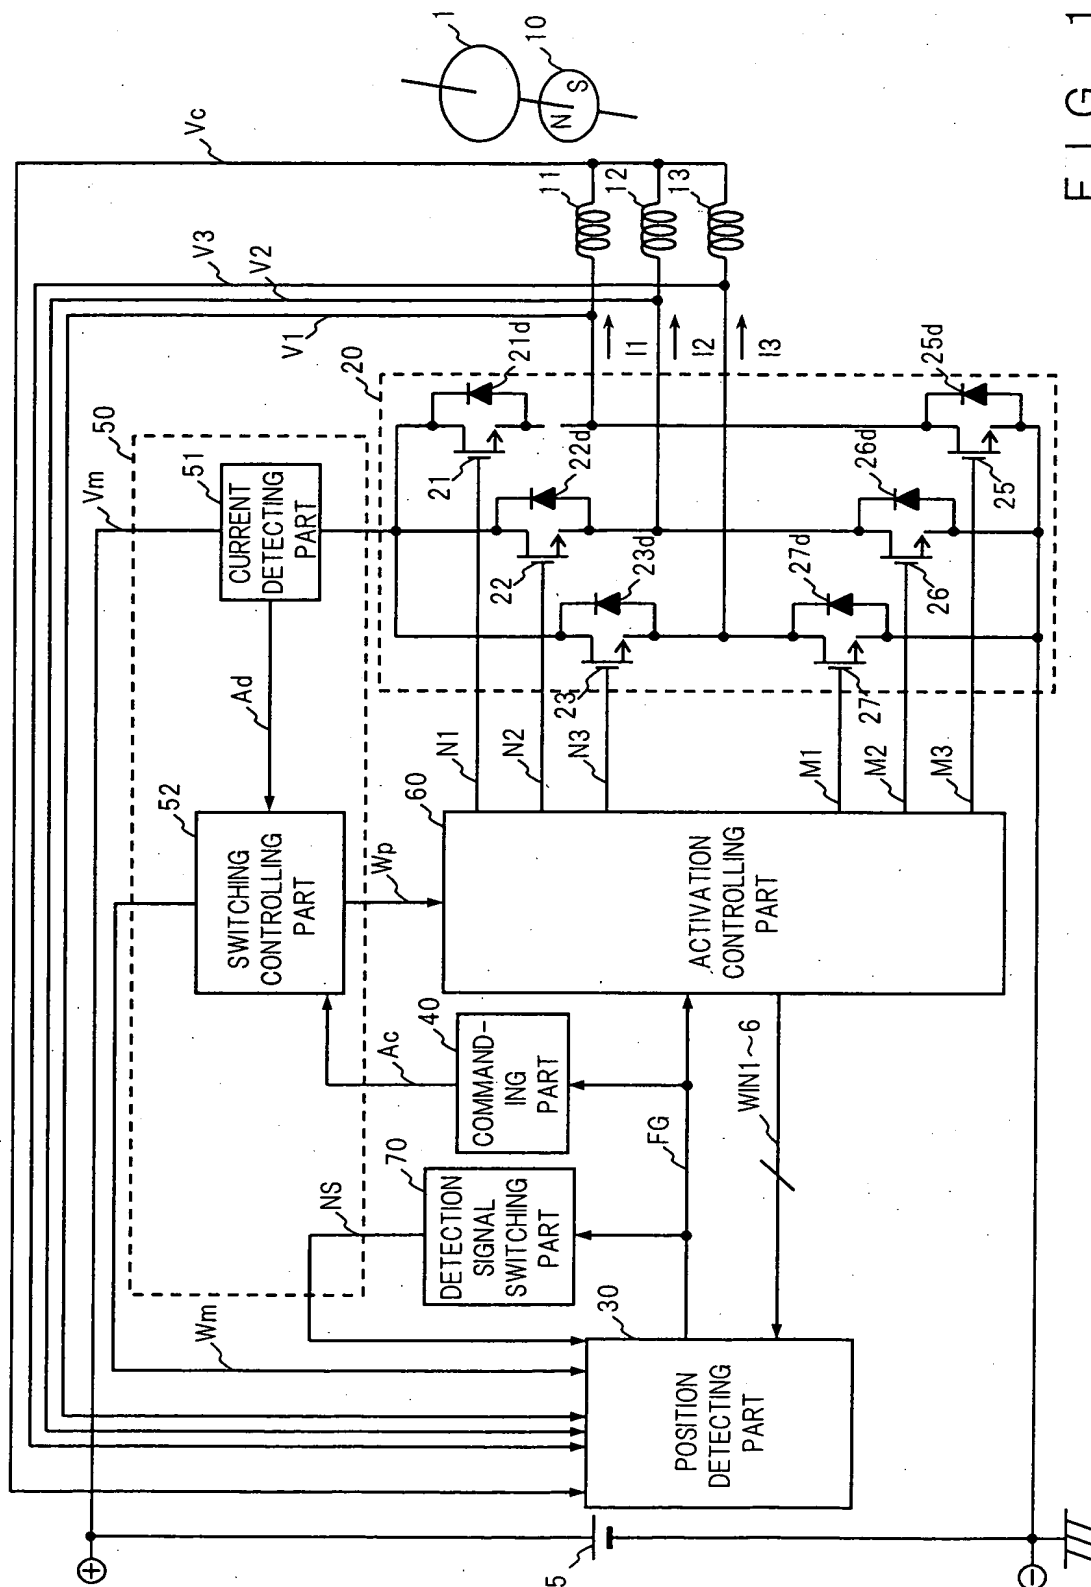 FIG. 1
1
10
N
S
Vc
V3
V2
V1
Vm
11
12
13
I1
I2
I3
50
51
CURRENT
DETECTING
PART
Ad
52
SWITCHING
CONTROLLING
PART
Wp
20
21d
21
22d
22
23d
23
25d
25
26d
26
27d
27
N1
N2
N3
M1
M2
M3
60
ACTIVATION
CONTROLLING
PART
40
COMMAND-
ING
PART
Ac
70
DETECTION
SIGNAL
SWITCHING
PART
NS
FG
WIN1~6
Wm
30
POSITION
DETECTING
PART
5
+
−